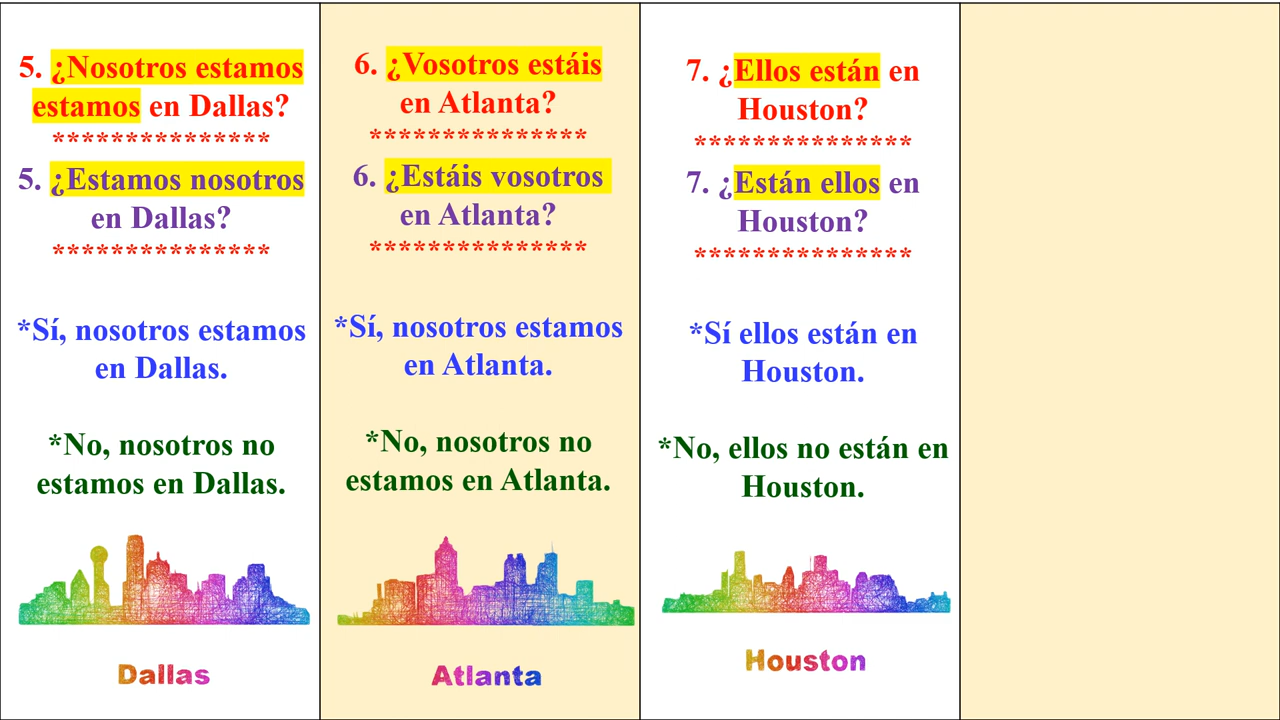 5. ¿Nosotros estamos
estamos en Dallas?
***************
5. ¿Estamos nosotros
en Dallas?
***************
*Sí, nosotros estamos
en Dallas.
*No, nosotros no
estamos en Dallas.
Dallas
6. ¿Vosotros estáis
en Atlanta?
***************
6. ¿Estáis vosotros
en Atlanta?
***************
*Sí, nosotros estamos
en Atlanta.
*No, nosotros no
estamos en Atlanta.
Atlanta
7. ¿Ellos están en
Houston?
***************
7. ¿Están ellos en
Houston?
***************
*Sí ellos están en
Houston.
*No, ellos no están en
Houston.
Houston